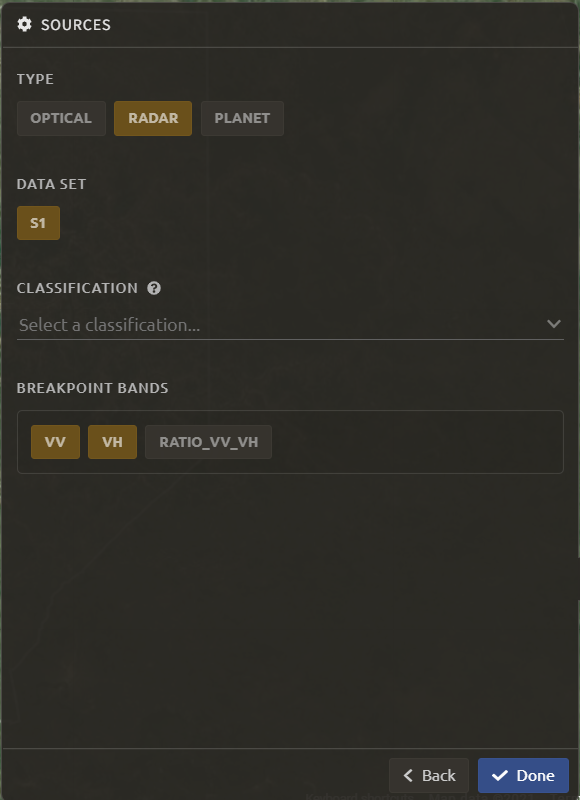 SOURCES
TYPE
OPTICAL RADAR PLANET
DATA SET
S1
CLASSIFICATION ?
Select a classification...
BREAKPOINT BANDS
VV VH RATIO_VV_VH
Back Done